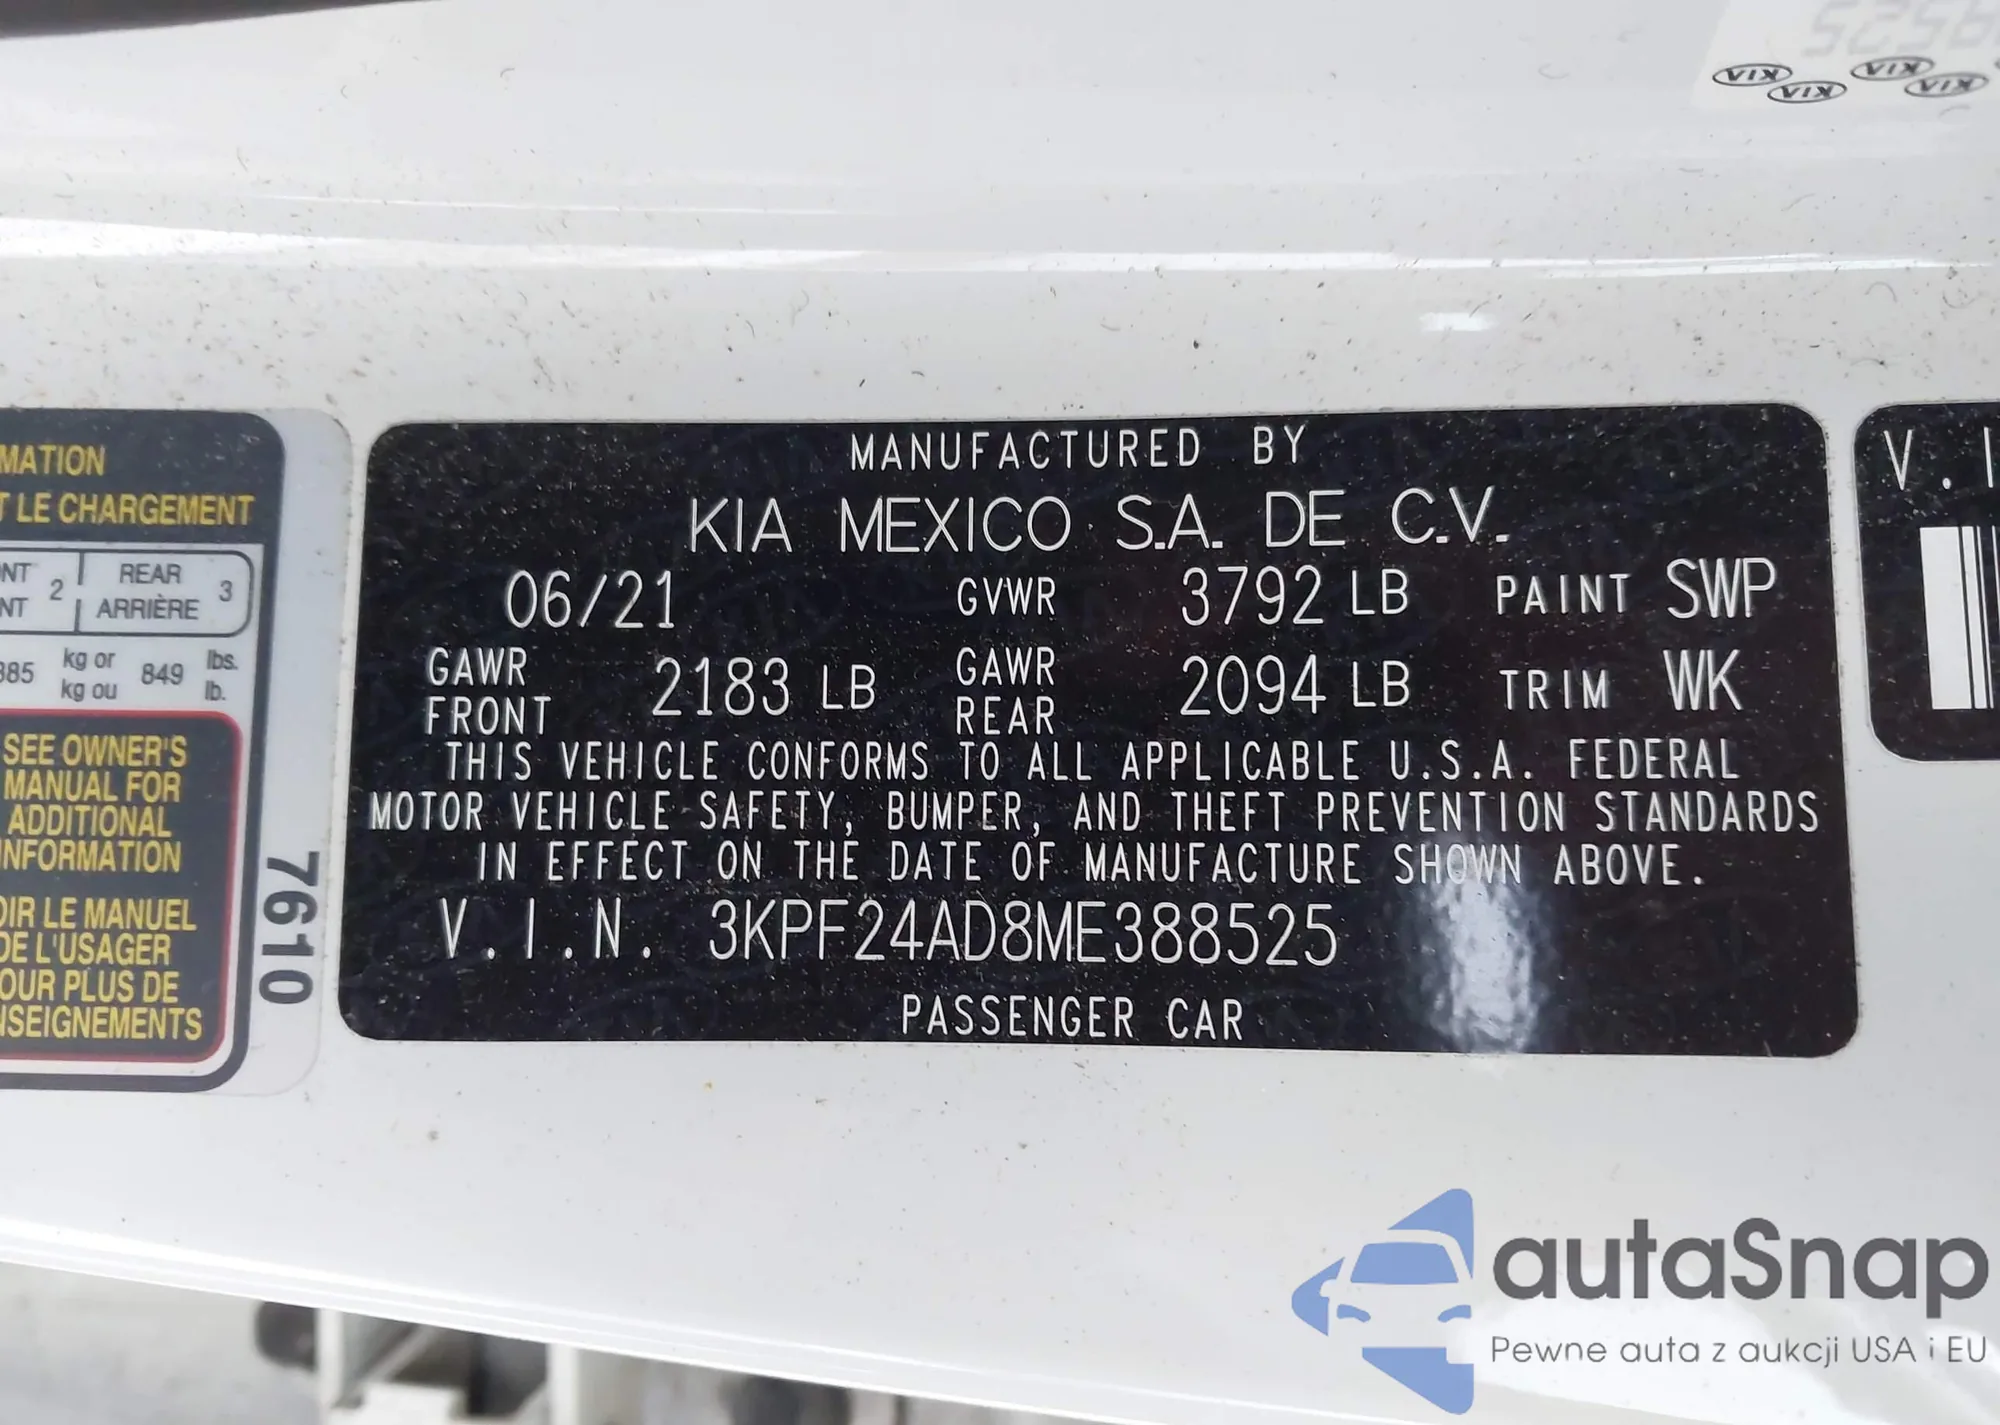 KIA KIA KIA KIA
MATION
T LE CHARGEMENT
NT 2 REAR 3
NT ARRIÈRE
385 kg or 849 lbs.
kg ou lb.
SEE OWNER'S
MANUAL FOR
ADDITIONAL
INFORMATION
OIR LE MANUEL
DE L'USAGER
OUR PLUS DE
NSEIGNEMENTS
7610
MANUFACTURED BY
KIA MEXICO S.A. DE C.V.
06/21 GVWR 3792 LB PAINT SWP
GAWR FRONT 2183 LB GAWR REAR 2094 LB TRIM WK
THIS VEHICLE CONFORMS TO ALL APPLICABLE U.S.A. FEDERAL
MOTOR VEHICLE SAFETY, BUMPER, AND THEFT PREVENTION STANDARDS
IN EFFECT ON THE DATE OF MANUFACTURE SHOWN ABOVE.
V.I.N. 3KPF24AD8ME388525
PASSENGER CAR
V.I
autaSnap
Pewne auta z aukcji USA i EU